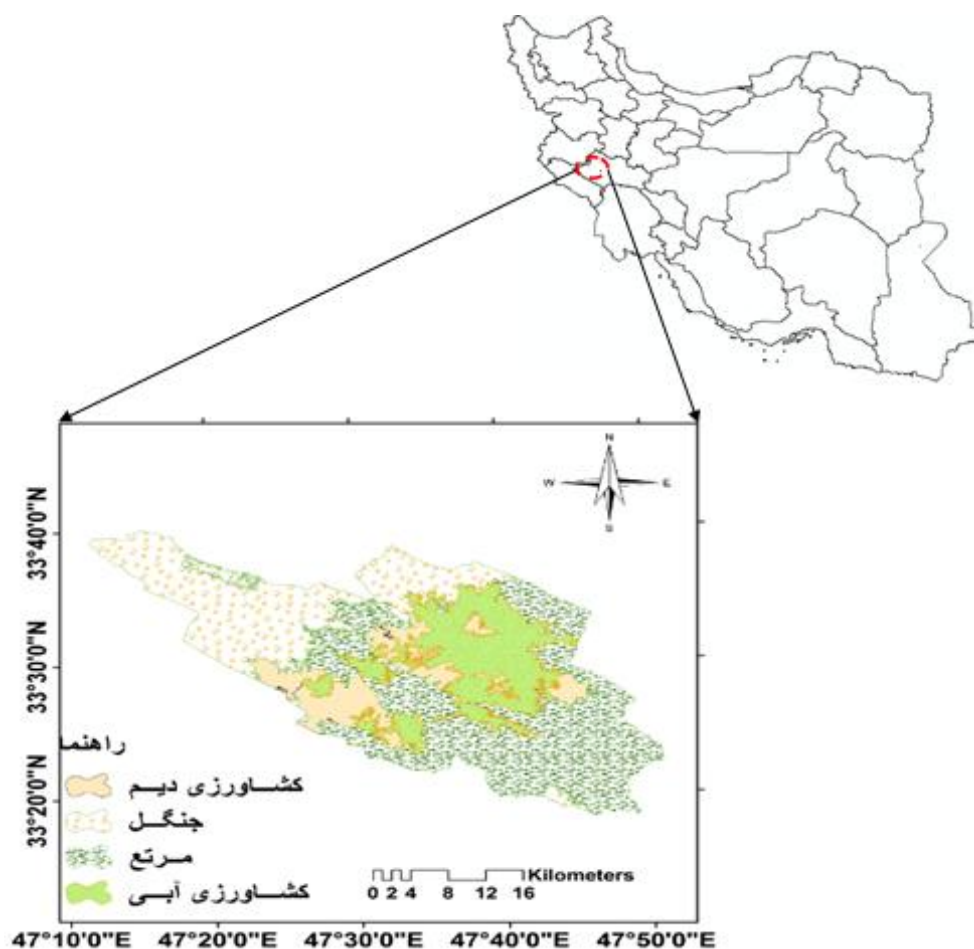 N
W E
S
33°40'0"N
33°30'0"N
33°20'0"N
راهنما
کشاورزی دیم
جنگل
مرتع
کشاورزی آبی
Kilometers
0 2 4 8 12 16
47°10'0"E 47°20'0"E 47°30'0"E 47°40'0"E 47°50'0"E